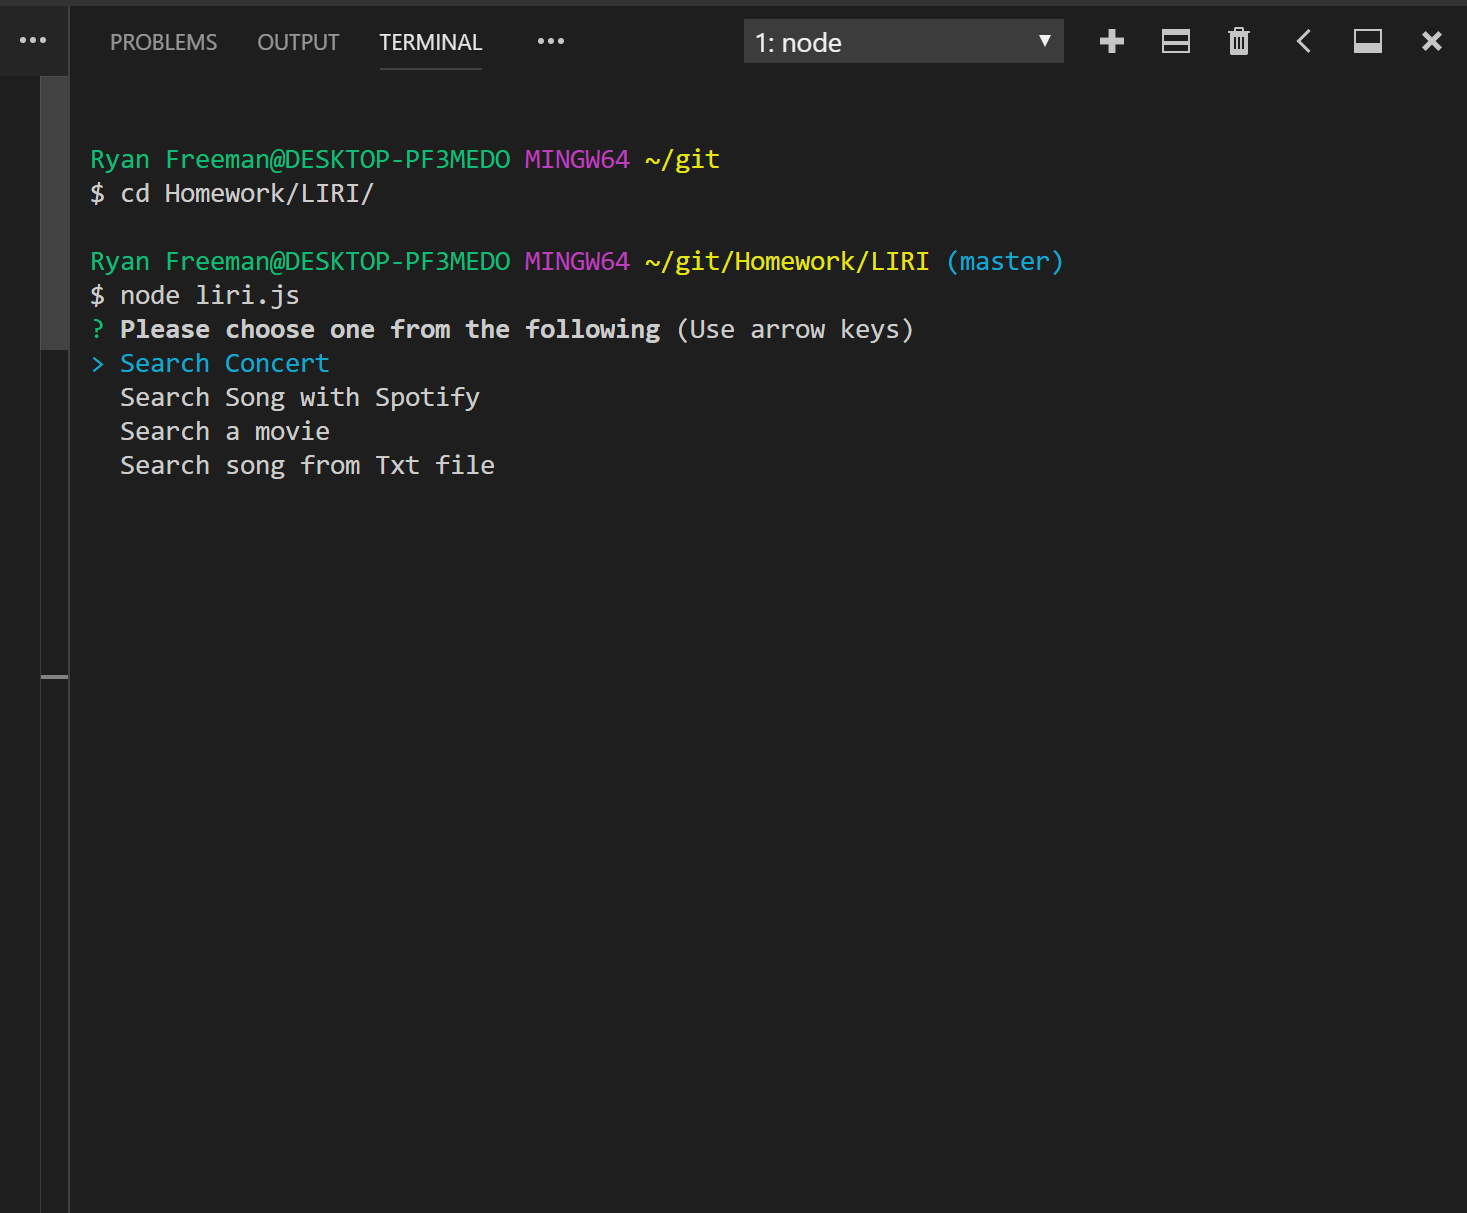 PROBLEMS OUTPUT TERMINAL ••• 1: node
Ryan Freeman@DESKTOP-PF3MEDO MINGW64 ~/git
$ cd Homework/LIRI/
Ryan Freeman@DESKTOP-PF3MEDO MINGW64 ~/git/Homework/LIRI (master)
$ node liri.js
? Please choose one from the following (Use arrow keys)
> Search Concert
Search Song with Spotify
Search a movie
Search song from Txt file